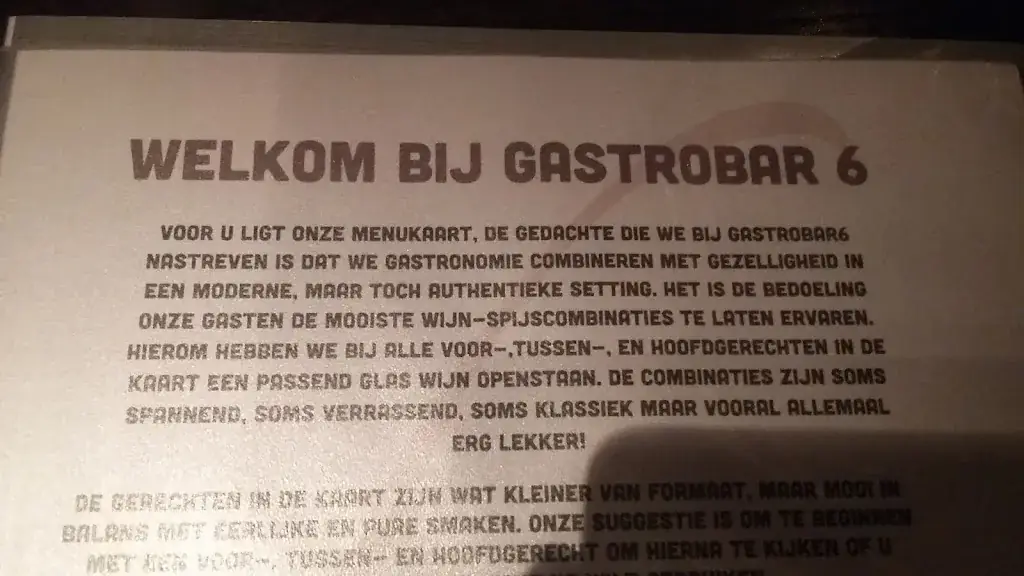 WELKOM BIJ GASTROBAR 6
VOOR U LIGT ONZE MENUKAART, DE GEDACHTE DIE WE BIJ GASTROBAR6
NASTREVEN IS DAT WE GASTRONOMIE COMBINEREN MET GEZELLIGHEID IN
EEN MODERNE, MAAR TOCH AUTHENTIEKE SETTING. HET IS DE BEDOELING
ONZE GASTEN DE MOOISTE WIJN-SPIJSCOMBINATIES TE LATEN ERVAREN.
HIEROM HEBBEN WE BIJ ALLE VOOR-,TUSSEN-, EN HOOFDGERECHTEN IN DE
KAART EEN PASSEND GLAS WIJN OPENSTAAN. DE COMBINATIES ZIJN SOMS
SPANNEND, SOMS VERRASSEND, SOMS KLASSIEK MAAR VOORAL ALLEMAAL
ERG LEKKER!
DE GERECHTEN IN DE KAART ZIJN WAT KLEINER VAN FORMAAT, MAAR MOOI IN
BALANS MET EERLIJKE EN PURE SMAKEN. ONZE SUGGESTIE IS OM TE BEGINNEN
MET EEN VOOR-, TUSSEN- EN HOOFDGERECHT OM HIERNA TE KIJKEN OF U